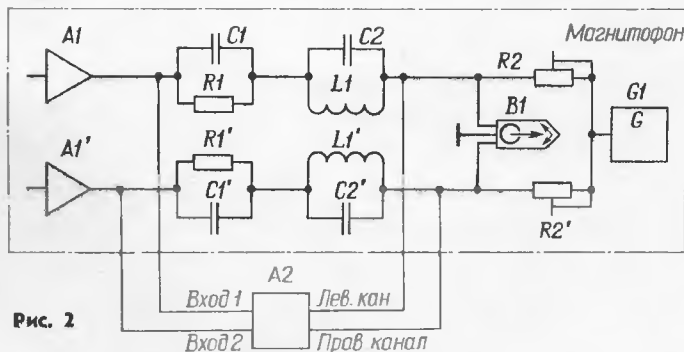 A1
C1
C2
R2
Магнитофон
R1
L1
B1
G1
G
A1'
R1'
L1'
C1'
C2'
R2'
A2
Вход 1
Лев. кан
Вход 2
Прав канал
Рис. 2